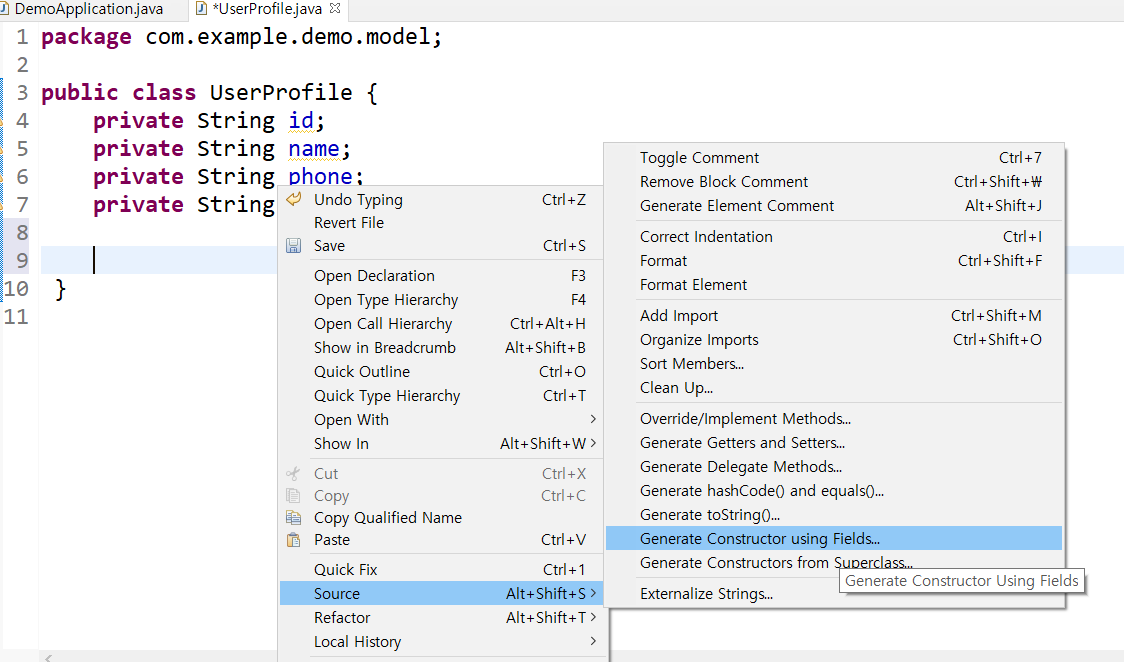 DemoApplication.java
*UserProfile.java
1 package com.example.demo.model;
2
3 public class UserProfile {
4 private String id;
5 private String name;
6 private String phone;
7 private String
8
9
10 }
11
Undo Typing Ctrl+Z
Revert File
Save Ctrl+S
Open Declaration F3
Open Type Hierarchy F4
Open Call Hierarchy Ctrl+Alt+H
Show in Breadcrumb Alt+Shift+B
Quick Outline Ctrl+O
Quick Type Hierarchy Ctrl+T
Open With >
Show In Alt+Shift+W >
Cut Ctrl+X
Copy Ctrl+C
Copy Qualified Name
Paste Ctrl+V
Quick Fix Ctrl+1
Source Alt+Shift+S >
Refactor Alt+Shift+T >
Local History >
Toggle Comment Ctrl+7
Remove Block Comment Ctrl+Shift+₩
Generate Element Comment Alt+Shift+J
Correct Indentation Ctrl+I
Format Ctrl+Shift+F
Format Element
Add Import Ctrl+Shift+M
Organize Imports Ctrl+Shift+O
Sort Members...
Clean Up...
Override/Implement Methods...
Generate Getters and Setters...
Generate Delegate Methods...
Generate hashCode() and equals()...
Generate toString()...
Generate Constructor using Fields...
Generate Constructors from Superclass...
Generate Constructor Using Fields
Externalize Strings...